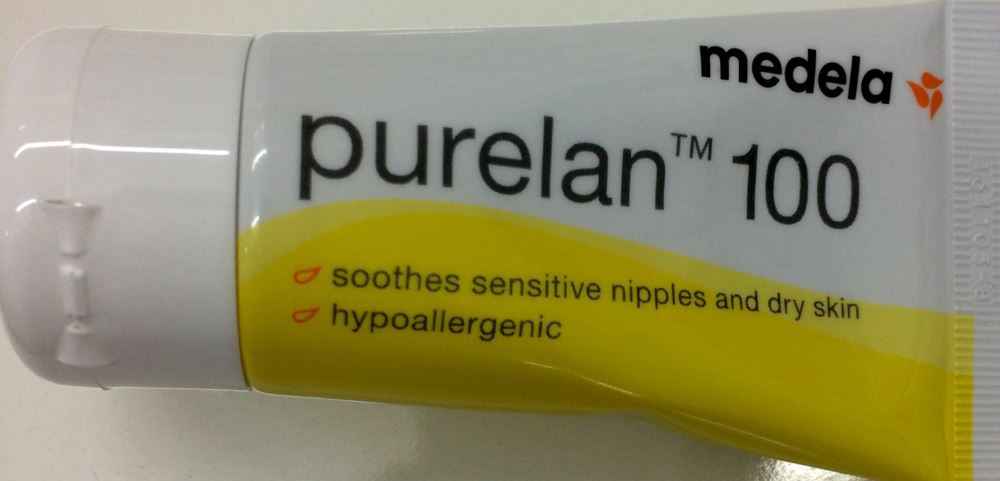 medela
purelan™ 100
soothes sensitive nipples and dry skin
hypoallergenic